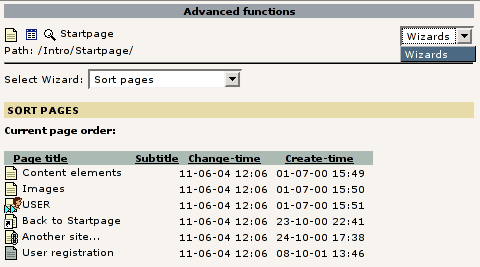 Advanced functions
Startpage
Wizards
Path: /Intro/Startpage/
Wizards
Select Wizard: Sort pages
SORT PAGES
Current page order:
Page title Subtitle Change-time Create-time
Content elements 11-06-04 12:06 01-07-00 15:49
Images 11-06-04 12:06 01-07-00 15:50
USER 11-06-04 12:06 01-07-00 15:51
Back to Startpage 11-06-04 12:06 23-10-00 22:41
Another site... 11-06-04 12:06 24-10-00 17:38
User registration 11-06-04 12:06 08-10-01 13:46